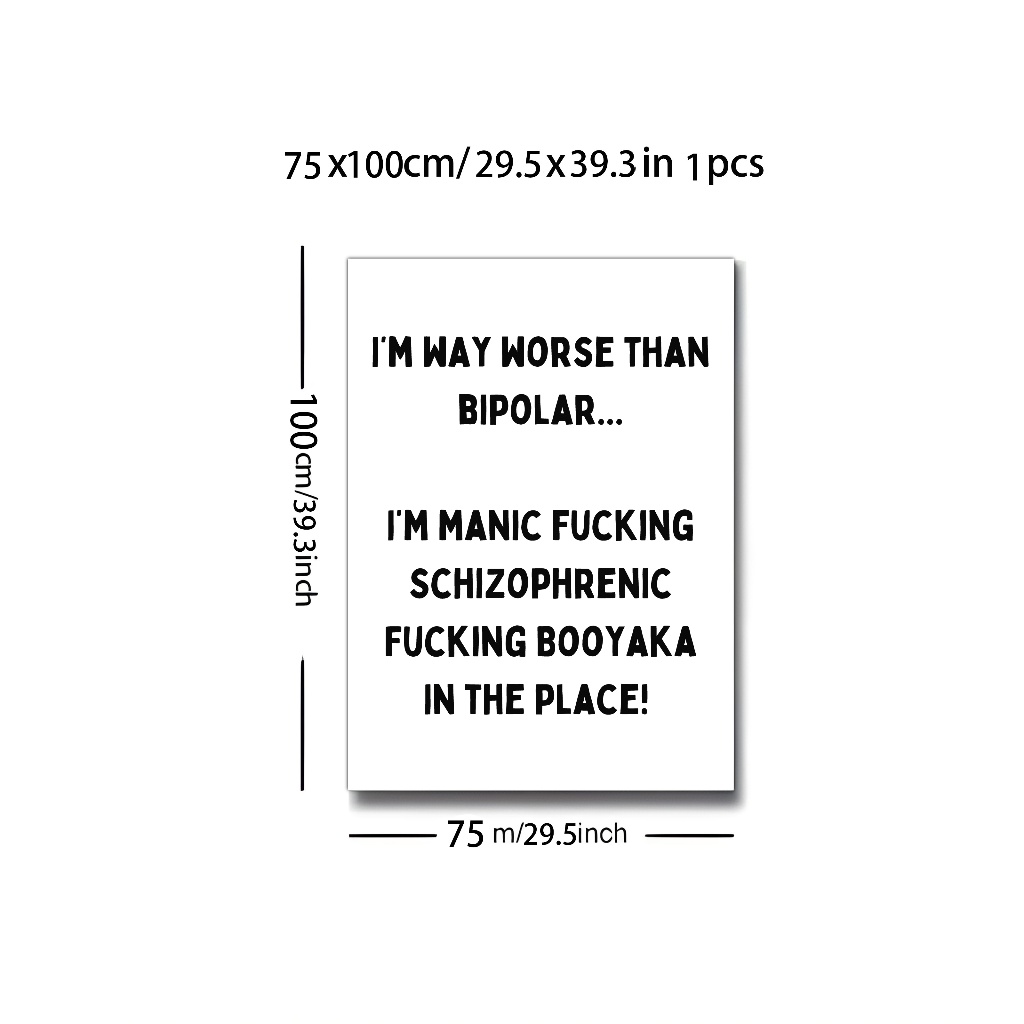 75x100cm/29.5x39.3in 1pcs
I'M WAY WORSE THAN
BIPOLAR...
I'M MANIC FUCKING
SCHIZOPHRENIC
FUCKING BOOYAKA
IN THE PLACE!
100cm/39.3inch
75 m/29.5inch